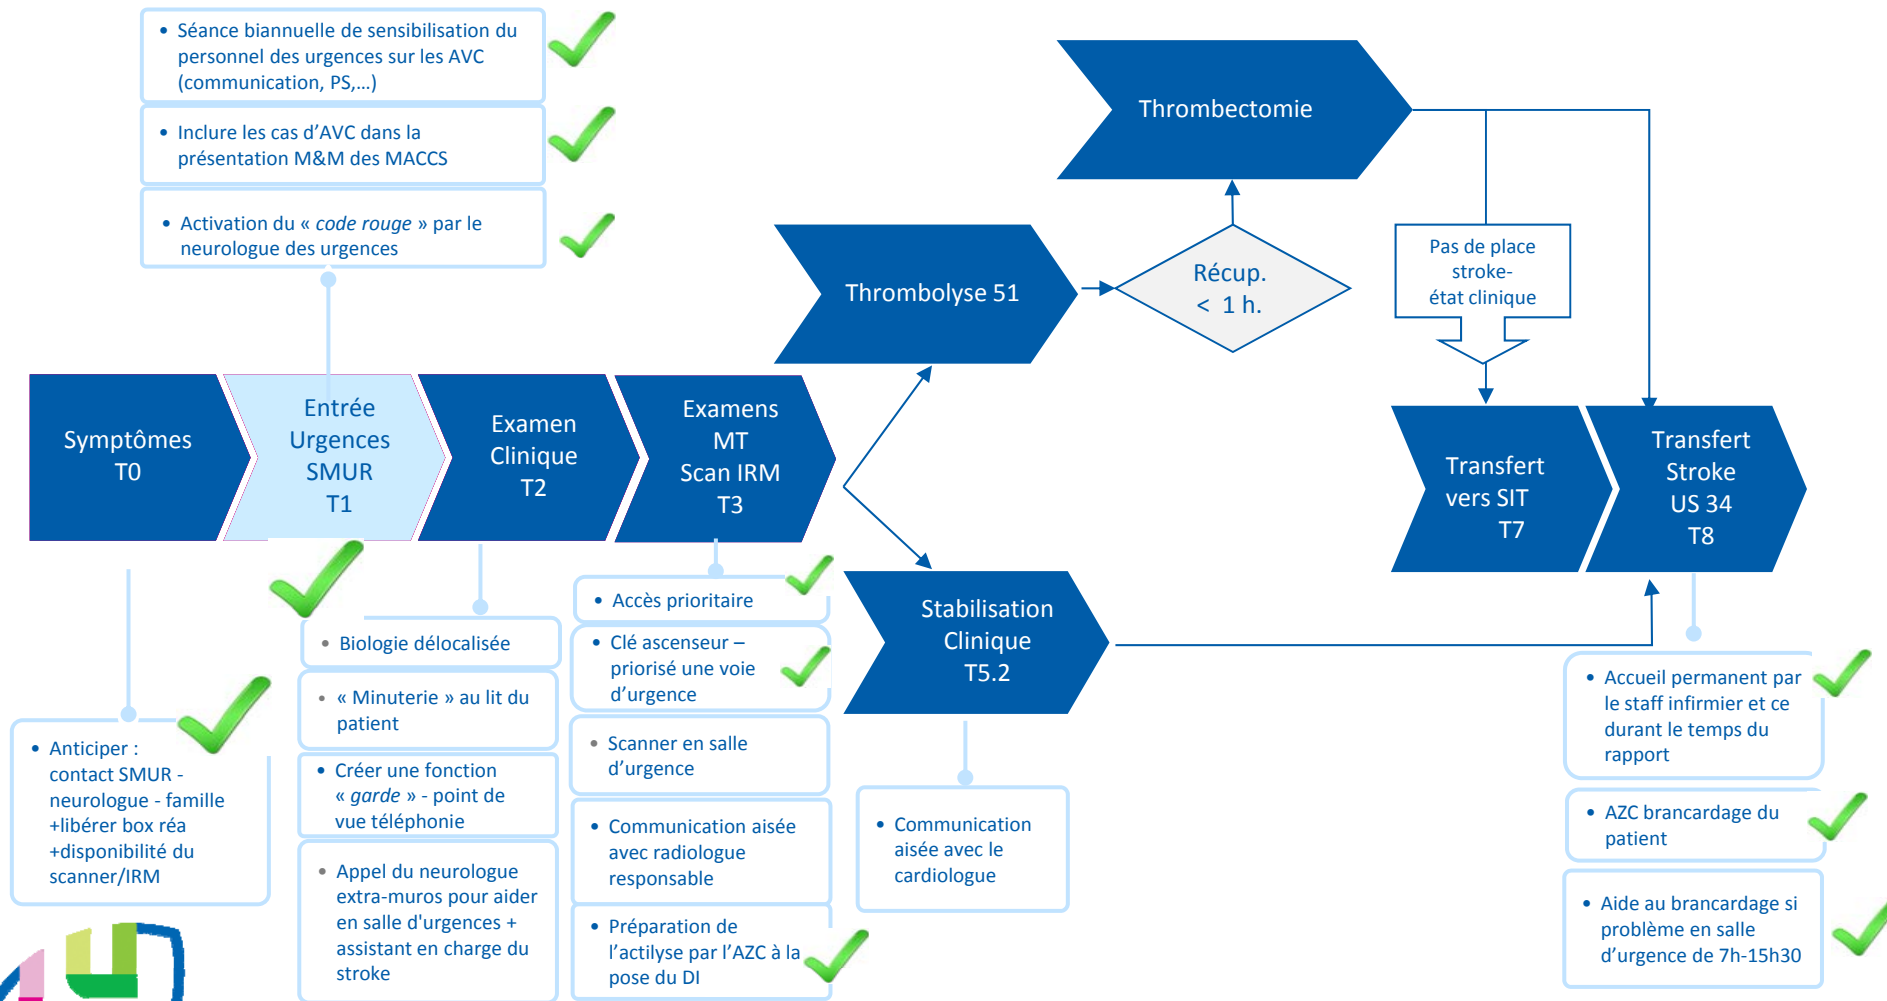 • Séance biannuelle de sensibilisation du
personnel des urgences sur les AVC
(communication, PS,…)
• Inclure les cas d’AVC dans la
présentation M&M des MACCS
• Activation du « code rouge » par le
neurologue des urgences
Thrombectomie
Thrombolyse 51
Récup.
< 1 h.
Pas de place
stroke-
état clinique
Symptômes
T0
Entrée
Urgences
SMUR
T1
Examen
Clinique
T2
Examens
MT
Scan IRM
T3
Transfert
vers SIT
T7
Transfert
Stroke
US 34
T8
Stabilisation
Clinique
T5.2
• Anticiper :
contact SMUR -
neurologue - famille
+libérer box réa
+disponibilité du
scanner/IRM
• Biologie délocalisée
• « Minuterie » au lit du
patient
• Créer une fonction
« garde » - point de
vue téléphonie
• Appel du neurologue
extra-muros pour aider
en salle d'urgences +
assistant en charge du
stroke
• Accès prioritaire
• Clé ascenseur –
priorisé une voie
d’urgence
• Scanner en salle
d’urgence
• Communication aisée
avec radiologue
responsable
• Préparation de
l’actilyse par l’AZC à la
pose du DI
• Communication
aisée avec le
cardiologue
• Accueil permanent par
le staff infirmier et ce
durant le temps du
rapport
• AZC brancardage du
patient
• Aide au brancardage si
problème en salle
d’urgence de 7h-15h30